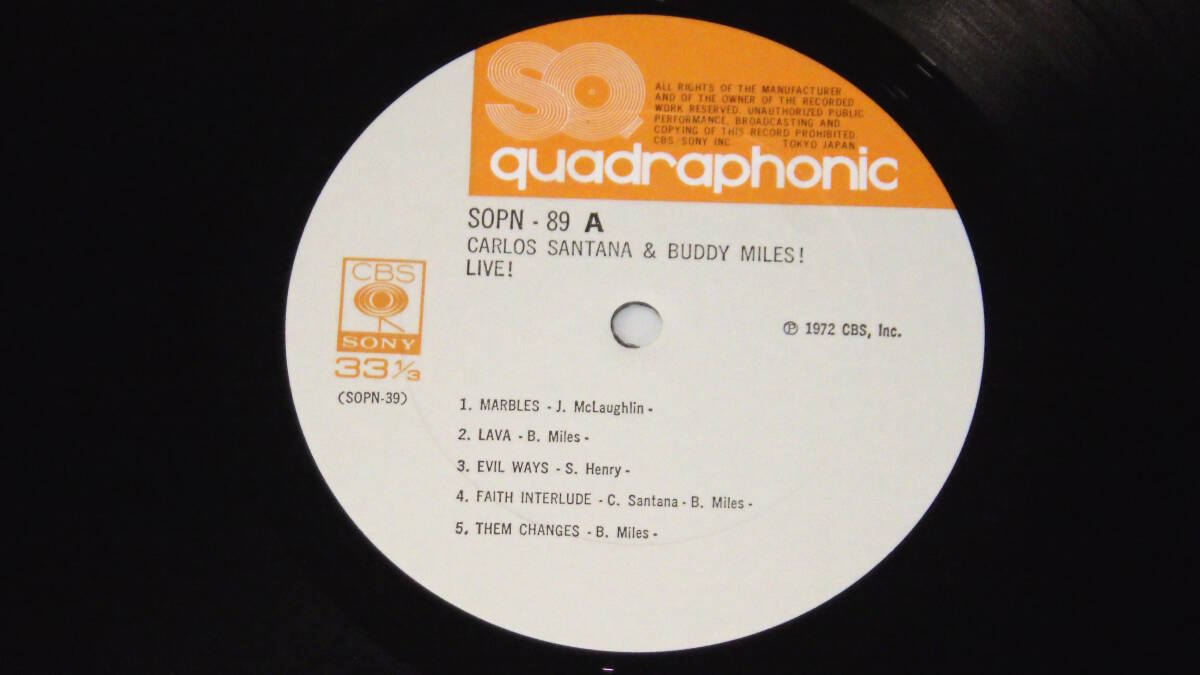 SQ
ALL RIGHTS OF THE MANUFACTURER
AND OF THE OWNER OF THE RECORDED
WORK RESERVED. UNAUTHORIZED PUBLIC
PERFORMANCE, BROADCASTING AND
COPYING OF THIS RECORD PROHIBITED.
CBS/SONY INC. TOKYO JAPAN
quadraphonic
SOPN - 89 A
CARLOS SANTANA & BUDDY MILES!
LIVE!
CBS
SONY
33 1/3
(SOPN-39)
Ⓟ 1972 CBS, Inc.
1. MARBLES - J. McLaughlin -
2. LAVA - B. Miles -
3. EVIL WAYS - S. Henry -
4. FAITH INTERLUDE - C. Santana - B. Miles -
5. THEM CHANGES - B. Miles -